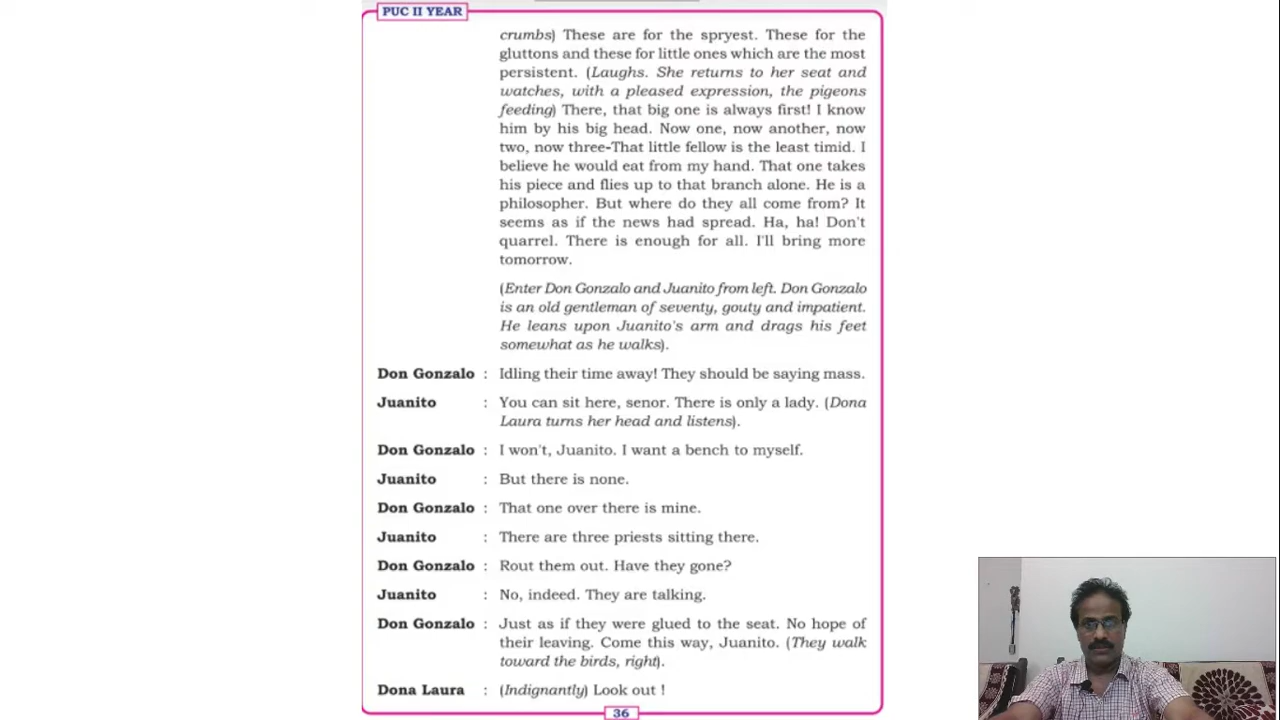 PUC II YEAR
crumbs) These are for the spryest. These for the
gluttons and these for little ones which are the most
persistent. (Laughs. She returns to her seat and
watches, with a pleased expression, the pigeons
feeding) There, that big one is always first! I know
him by his big head. Now one, now another, now
two, now three-That little fellow is the least timid. I
believe he would eat from my hand. That one takes
his piece and flies up to that branch alone. He is a
philosopher. But where do they all come from? It
seems as if the news had spread. Ha, ha! Don't
quarrel. There is enough for all. I'll bring more
tomorrow.
(Enter Don Gonzalo and Juanito from left. Don Gonzalo
is an old gentleman of seventy, gouty and impatient.
He leans upon Juanito's arm and drags his feet
somewhat as he walks).
Don Gonzalo : Idling their time away! They should be saying mass.
Juanito : You can sit here, senor. There is only a lady. (Dona
Laura turns her head and listens).
Don Gonzalo : I won't, Juanito. I want a bench to myself.
Juanito : But there is none.
Don Gonzalo : That one over there is mine.
Juanito : There are three priests sitting there.
Don Gonzalo : Rout them out. Have they gone?
Juanito : No, indeed. They are talking.
Don Gonzalo : Just as if they were glued to the seat. No hope of
their leaving. Come this way, Juanito. (They walk
toward the birds, right).
Dona Laura : (Indignantly) Look out !
36